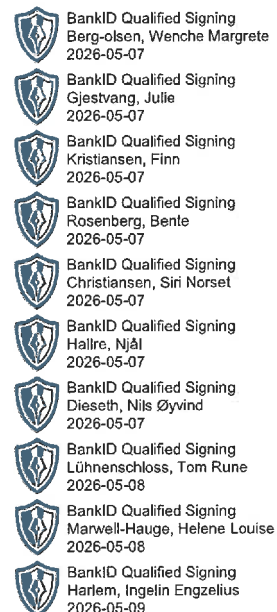 BankID Qualified Signing
Berg-olsen, Wenche Margrete
2026-05-07
BankID Qualified Signing
Gjestvang, Julie
2026-05-07
BankID Qualified Signing
Kristiansen, Finn
2026-05-07
BankID Qualified Signing
Rosenberg, Bente
2026-05-07
BankID Qualified Signing
Christiansen, Siri Norset
2026-05-07
BankID Qualified Signing
Hallre, Njål
2026-05-07
BankID Qualified Signing
Dieseth, Nils Øyvind
2026-05-07
BankID Qualified Signing
Lühnenschloss, Tom Rune
2026-05-08
BankID Qualified Signing
Marwell-Hauge, Helene Louise
2026-05-08
BankID Qualified Signing
Harlem, Ingelin Engzelius
2026-05-09